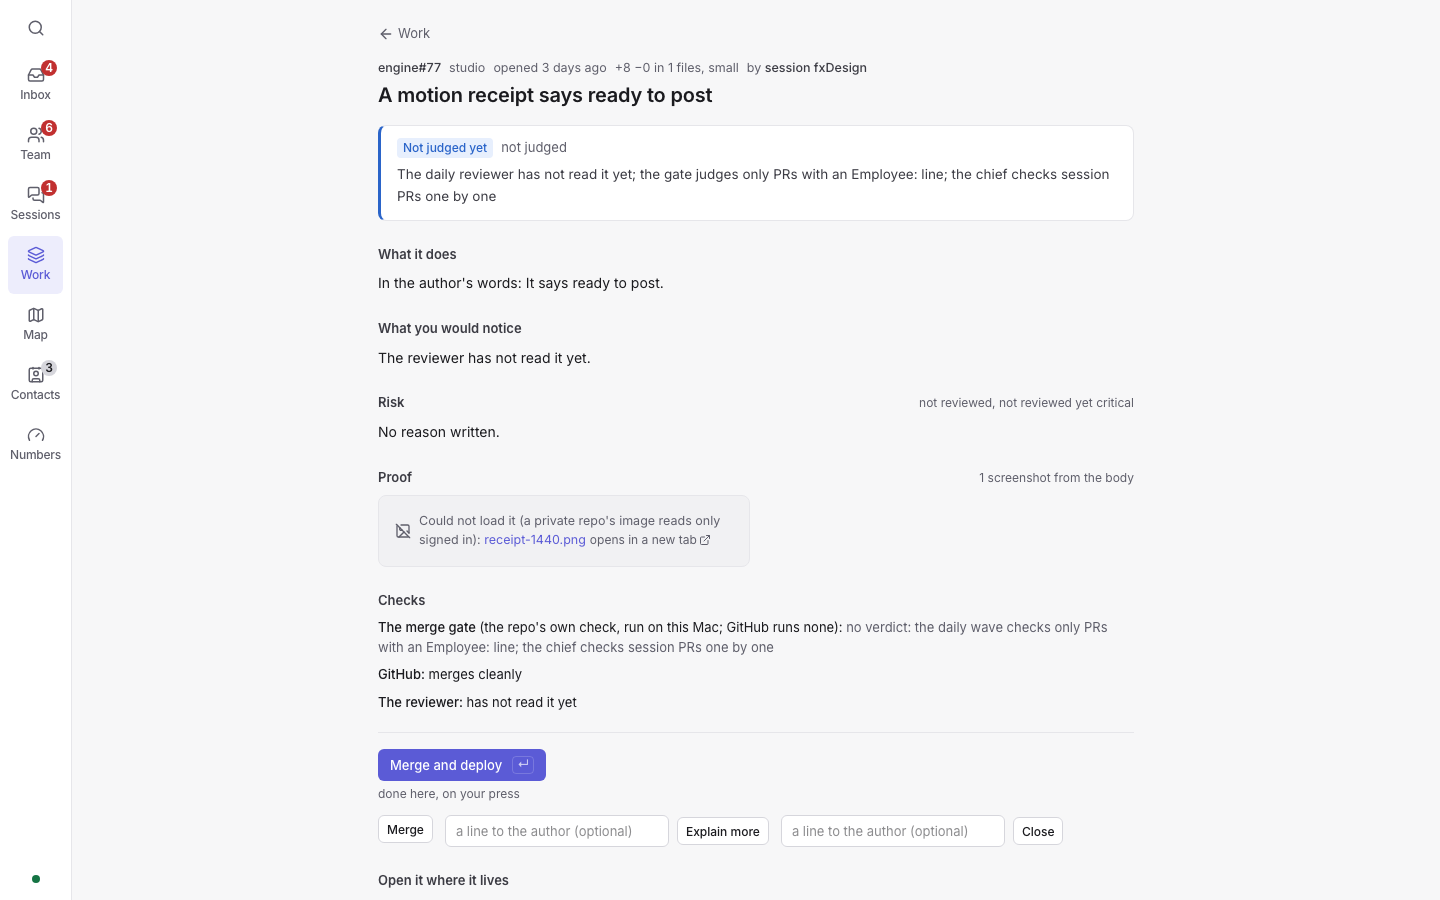 4
Inbox
6
Team
1
Sessions
Work
Map
3
Contacts
Numbers
Work
engine#77 studio opened 3 days ago +8 −0 in 1 files, small by session fxDesign
A motion receipt says ready to post
Not judged yet not judged
The daily reviewer has not read it yet; the gate judges only PRs with an Employee: line; the chief checks session
PRs one by one
What it does
In the author's words: It says ready to post.
What you would notice
The reviewer has not read it yet.
Risk not reviewed, not reviewed yet critical
No reason written.
Proof 1 screenshot from the body
Could not load it (a private repo's image reads only
signed in): receipt-1440.png opens in a new tab
Checks
The merge gate (the repo's own check, run on this Mac; GitHub runs none): no verdict: the daily wave checks only PRs
with an Employee: line; the chief checks session PRs one by one
GitHub: merges cleanly
The reviewer: has not read it yet
Merge and deploy
done here, on your press
Merge a line to the author (optional) Explain more a line to the author (optional) Close
Open it where it lives